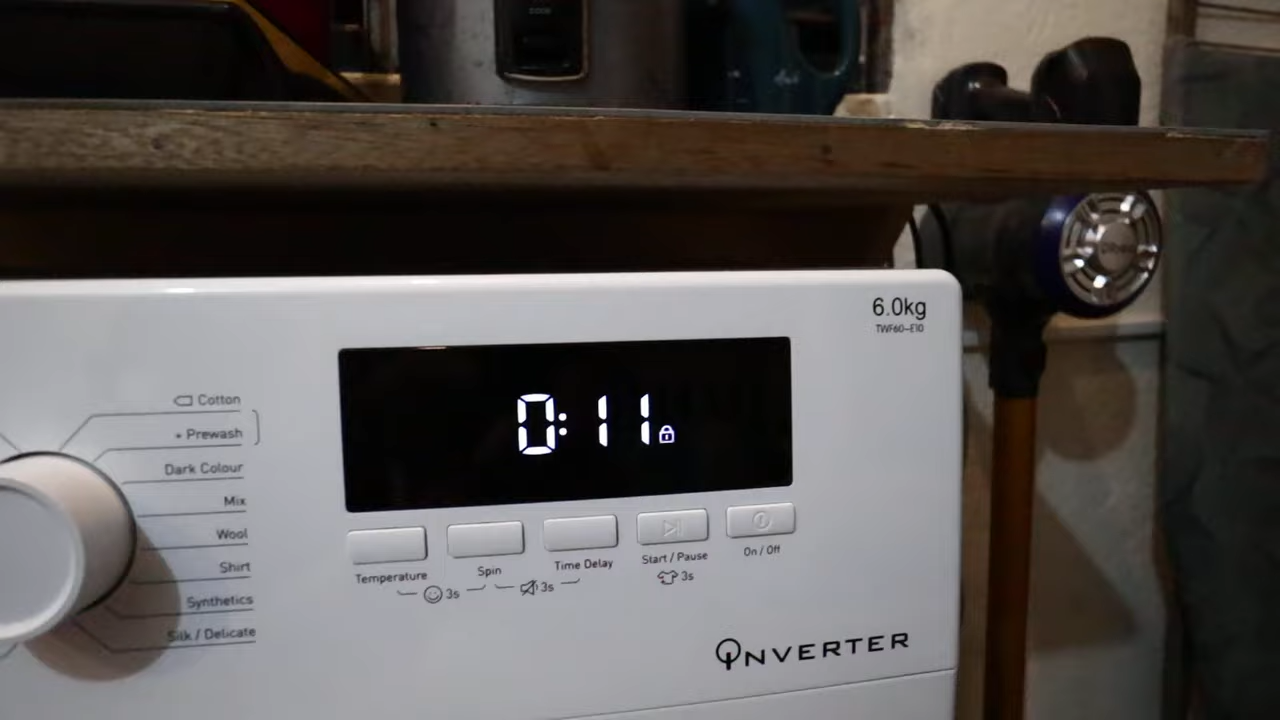 COOK
6.0kg
TWF60-E10
0:11
Cotton
+ Prewash
Dark Colour
Mix
Wool
Shirt
Synthetics
Silk / Delicate
Temperature
Spin
Time Delay
Start / Pause
On / Off
3s
3s
3s
INVERTER